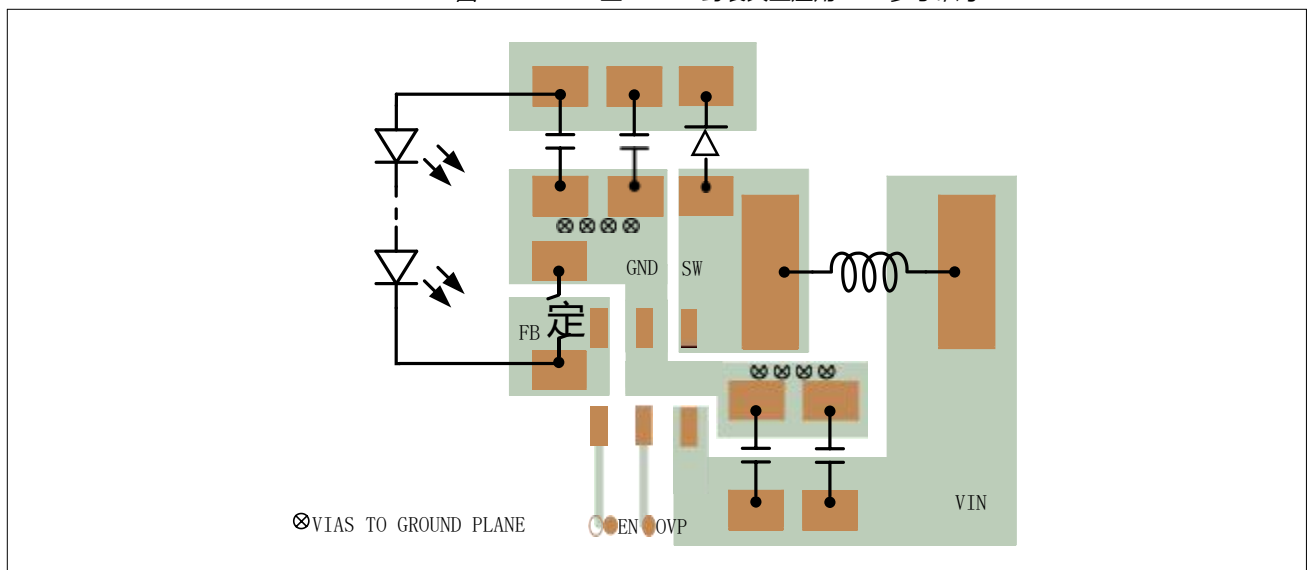 GND
SW
FB
定
VIN
⊗VIAS TO GROUND PLANE
EN
OVP